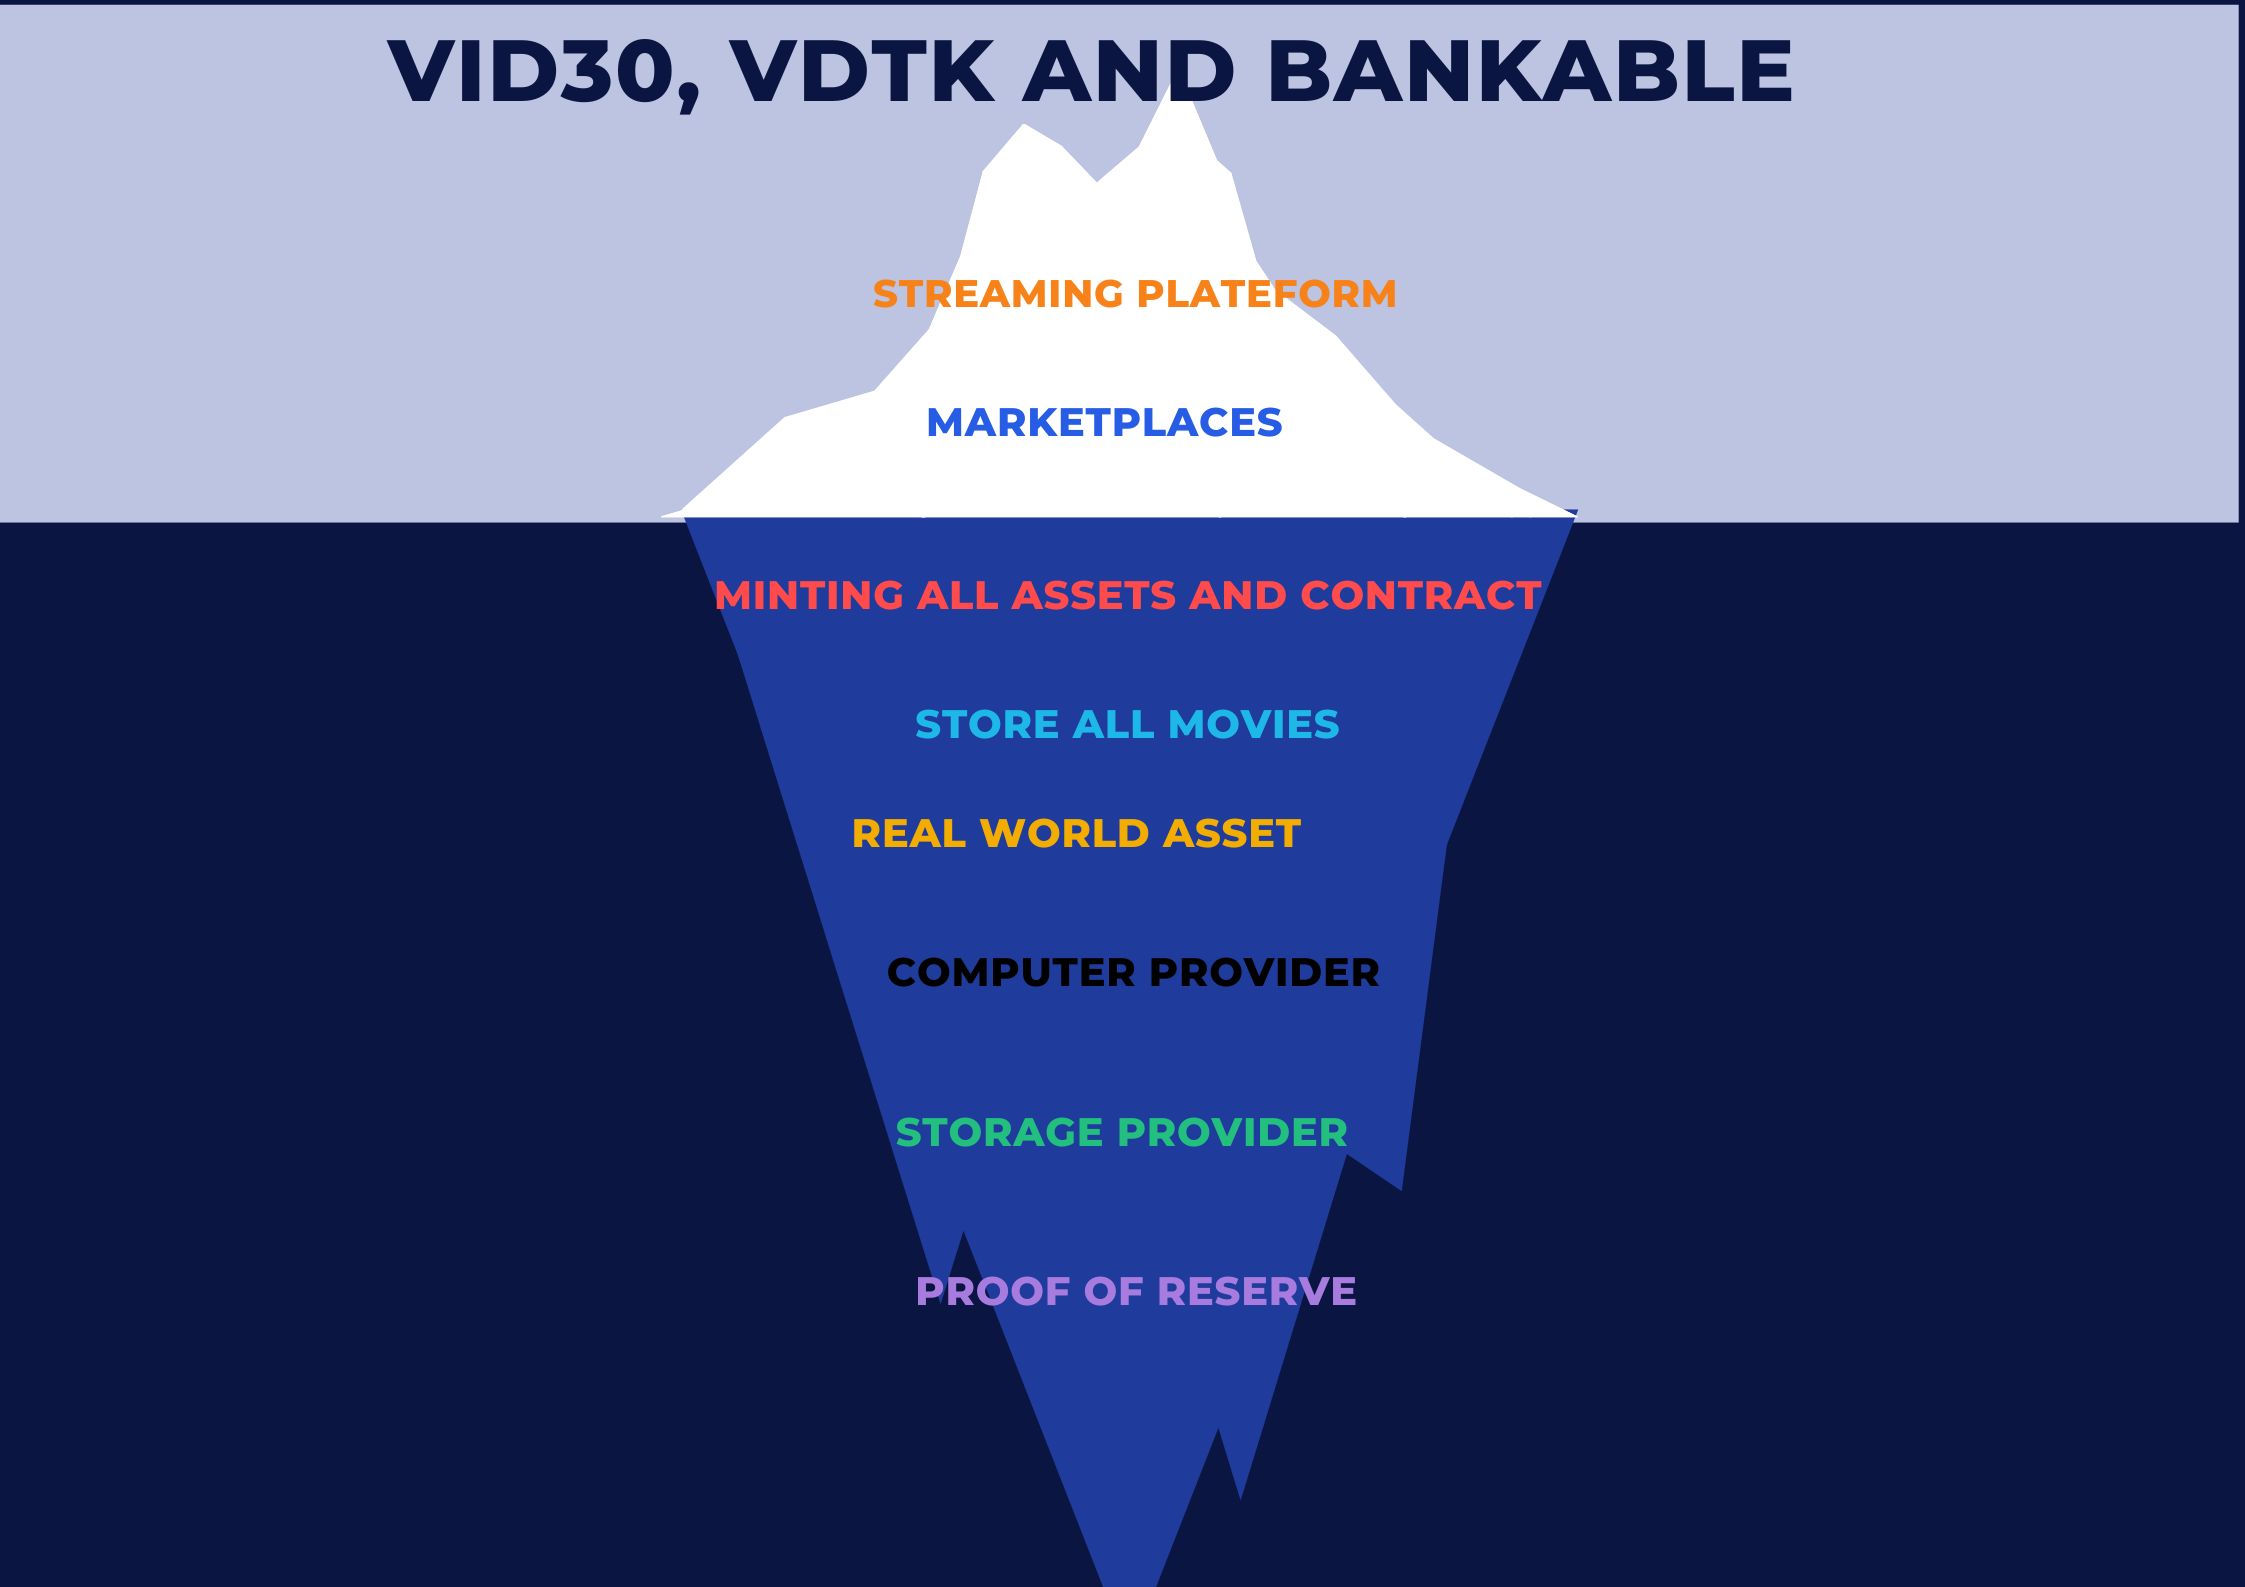 VID30, VDTK AND BANKABLE
STREAMING PLATEFORM
MARKETPLACES
MINTING ALL ASSETS AND CONTRACT
STORE ALL MOVIES
REAL WORLD ASSET
COMPUTER PROVIDER
STORAGE PROVIDER
PROOF OF RESERVE